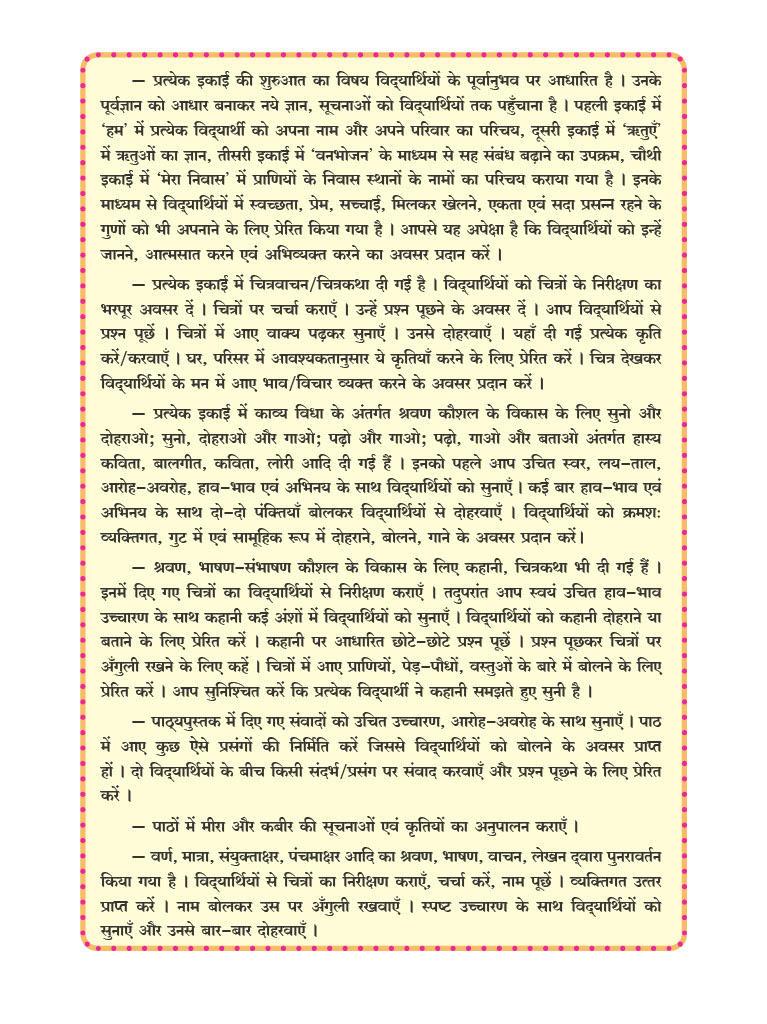 – प्रत्येक इकाई की शुरुआत का विषय विद्‌यार्थियों के पूर्वानुभव पर आधारित है । उनके
पूर्वज्ञान को आधार बनाकर नये ज्ञान, सूचनाओं को विद्‌यार्थियों तक पहुँचाना है । पहली इकाई में
‘हम’ में प्रत्येक विद्‌यार्थी को अपना नाम और अपने परिवार का परिचय, दूसरी इकाई में ‘ऋतुएँ’
में ऋतुओं का ज्ञान, तीसरी इकाई में ‘वनभोजन’ के माध्यम से सह संबंध बढ़ाने का उपक्रम, चौथी
इकाई में ‘मेरा निवास’ में प्राणियों के निवास स्थानों के नामों का परिचय कराया गया है । इनके
माध्यम से विद्‌यार्थियों में स्वच्छता, प्रेम, सच्चाई, मिलकर खेलने, एकता एवं सदा प्रसन्न रहने के
गुणों को भी अपनाने के लिए प्रेरित किया गया है । आपसे यह अपेक्षा है कि विद्‌यार्थियों को इन्हें
जानने, आत्मसात करने एवं अभिव्यक्त करने का अवसर प्रदान करें ।
– प्रत्येक इकाई में चित्रवाचन/चित्रकथा दी गई है । विद्‌यार्थियों को चित्रों के निरीक्षण का
भरपूर अवसर दें । चित्रों पर चर्चा कराएँ । उन्हें प्रश्न पूछने के अवसर दें । आप विद्‌यार्थियों से
प्रश्न पूछें । चित्रों में आए वाक्य पढ़कर सुनाएँ । उनसे दोहरवाएँ । यहाँ दी गई प्रत्येक कृति
करें/करवाएँ । घर, परिसर में आवश्यकतानुसार ये कृतियाँ करने के लिए प्रेरित करें । चित्र देखकर
विद्‌यार्थियों के मन में आए भाव/विचार व्यक्त करने के अवसर प्रदान करें ।
– प्रत्येक इकाई में काव्य विधा के अंतर्गत श्रवण कौशल के विकास के लिए सुनो और
दोहराओ; सुनो, दोहराओ और गाओ; पढ़ो और गाओ; पढ़ो, गाओ और बताओ अंतर्गत हास्य
कविता, बालगीत, कविता, लोरी आदि दी गई हैं । इनको पहले आप उचित स्वर, लय–ताल,
आरोह–अवरोह, हाव–भाव एवं अभिनय के साथ विद्‌यार्थियों को सुनाएँ । कई बार हाव–भाव एवं
अभिनय के साथ दो–दो पंक्तियाँ बोलकर विद्‌यार्थियों से दोहरवाएँ । विद्‌यार्थियों को क्रमशः
व्यक्तिगत, गुट में एवं सामूहिक रूप में दोहराने, बोलने, गाने के अवसर प्रदान करें।
– श्रवण, भाषण–संभाषण कौशल के विकास के लिए कहानी, चित्रकथा भी दी गई हैं ।
इनमें दिए गए चित्रों का विद्‌यार्थियों से निरीक्षण कराएँ । तदुपरांत आप स्वयं उचित हाव–भाव
उच्चारण के साथ कहानी कई अंशों में विद्‌यार्थियों को सुनाएँ । विद्‌यार्थियों को कहानी दोहराने या
बताने के लिए प्रेरित करें । कहानी पर आधारित छोटे–छोटे प्रश्न पूछें । प्रश्न पूछकर चित्रों पर
अँगुली रखने के लिए कहें । चित्रों में आए प्राणियों, पेड़–पौधों, वस्तुओं के बारे में बोलने के लिए
प्रेरित करें । आप सुनिश्चित करें कि प्रत्येक विद्‌यार्थी ने कहानी समझते हुए सुनी है ।
– पाठ्‌यपुस्तक में दिए गए संवादों को उचित उच्चारण, आरोह–अवरोह के साथ सुनाएँ । पाठ
में आए कुछ ऐसे प्रसंगों की निर्मिति करें जिससे विद्‌यार्थियों को बोलने के अवसर प्राप्त
हों । दो विद्‌यार्थियों के बीच किसी संदर्भ/प्रसंग पर संवाद करवाएँ और प्रश्न पूछने के लिए प्रेरित
करें ।
– पाठों में मीरा और कबीर की सूचनाओं एवं कृतियों का अनुपालन कराएँ ।
– वर्ण, मात्रा, संयुक्ताक्षर, पंचमाक्षर आदि का श्रवण, भाषण, वाचन, लेखन द्‌वारा पुनरावर्तन
किया गया है । विद्‌यार्थियों से चित्रों का निरीक्षण कराएँ, चर्चा करें, नाम पूछें । व्यक्तिगत उत्तर
प्राप्त करें । नाम बोलकर उस पर अँगुली रखवाएँ । स्पष्ट उच्चारण के साथ विद्‌यार्थियों को
सुनाएँ और उनसे बार–बार दोहरवाएँ ।